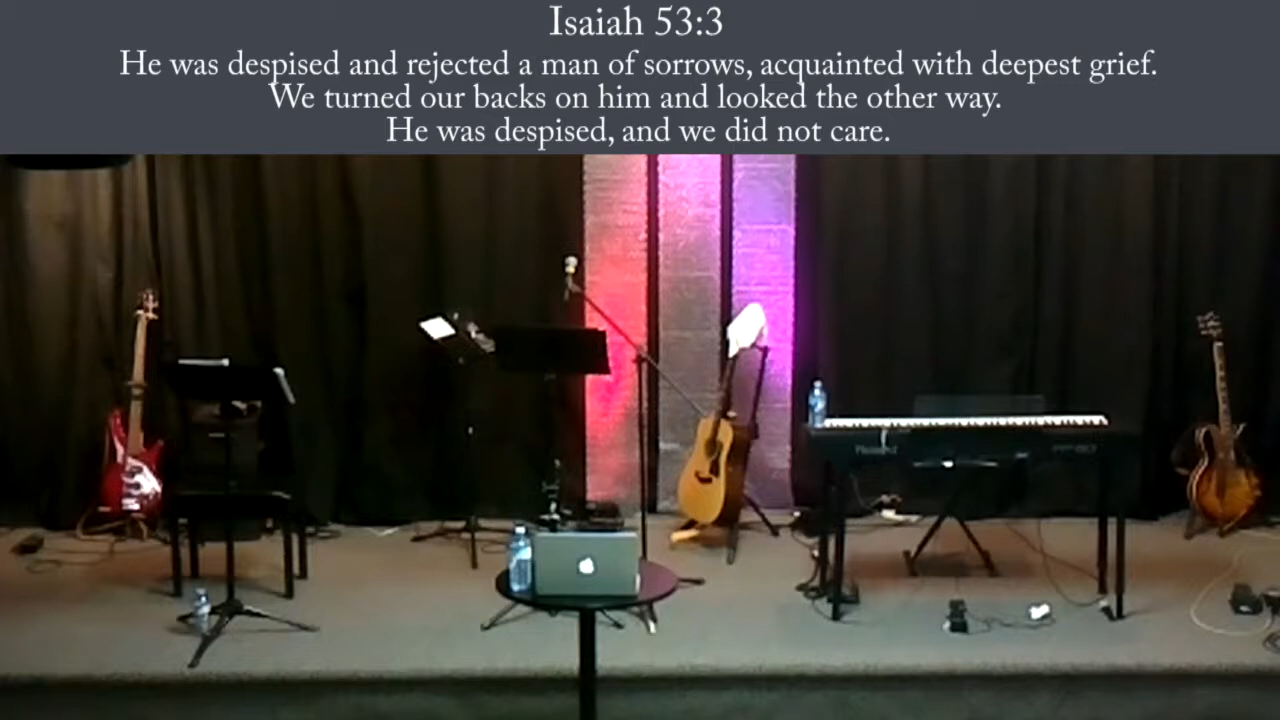 Isaiah 53:3
He was despised and rejected a man of sorrows, acquainted with deepest grief.
We turned our backs on him and looked the other way.
He was despised, and we did not care.
Roland